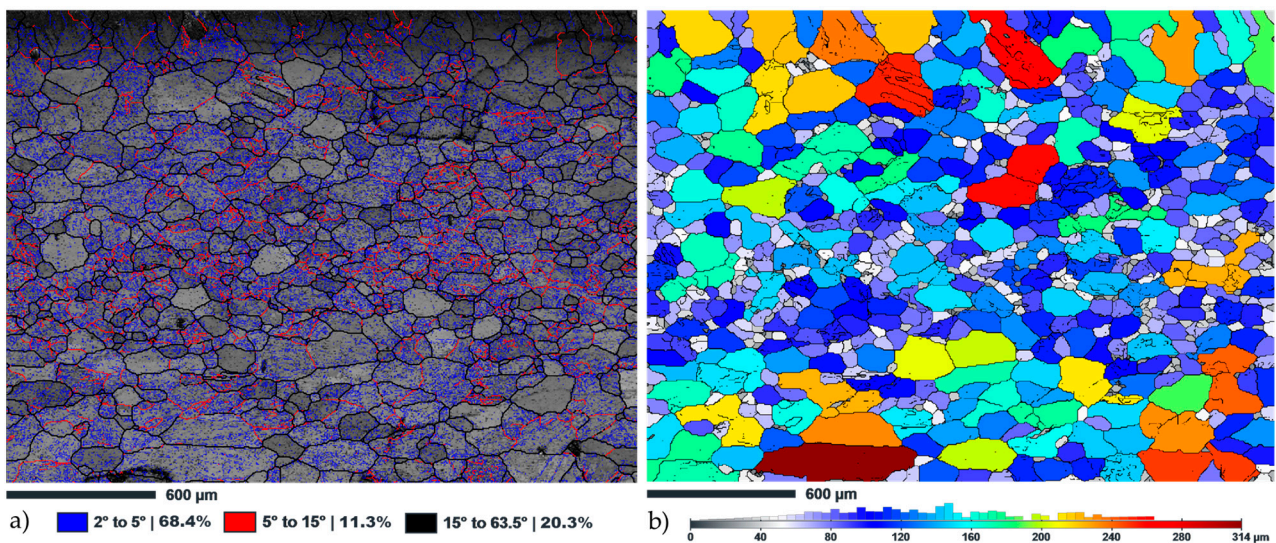 600 µm
a) 2° to 5° | 68.4% 5° to 15° | 11.3% 15° to 63.5° | 20.3%
600 µm
b)
0 40 80 120 160 200 240 280 314 µm